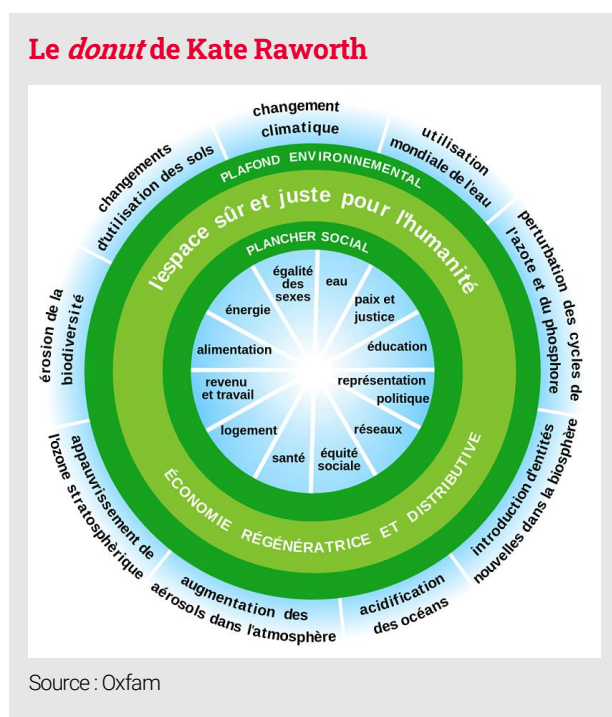 Le donut de Kate Raworth
changement
climatique
utilisation
mondiale de l'eau
perturbation des cycles de
l'azote et du phosphore
introduction d'entités
nouvelles dans la biosphère
acidification
des océans
augmentation des
aérosols dans l'atmosphère
appauvrissement de
l'ozone stratosphèrique
érosion de la
biodiversité
changements
d'utilisation des sols
PLAFOND ENVIRONNEMENTAL
l'espace sûr et juste pour l'humanité
PLANCHER SOCIAL
eau
paix et
justice
éducation
représentation
politique
réseaux
équité
sociale
santé
logement
revenu
et travail
alimentation
énergie
égalité
des
sexes
ÉCONOMIE RÉGÉNÉRATRICE ET DISTRIBUTIVE
Source : Oxfam